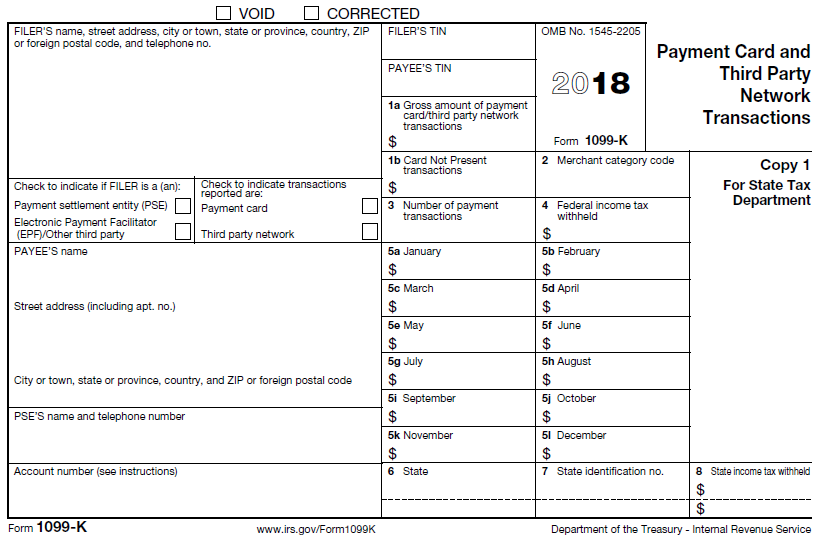 VOID CORRECTED
FILER'S name, street address, city or town, state or province, country, ZIP
or foreign postal code, and telephone no.
FILER'S TIN
PAYEE'S TIN
1a Gross amount of payment
card/third party network
transactions
$
OMB No. 1545-2205
2018
Form 1099-K
Payment Card and
Third Party
Network
Transactions
1b Card Not Present
transactions
$
2 Merchant category code
Copy 1
For State Tax
Department
Check to indicate if FILER is a (an):
Payment settlement entity (PSE)
Electronic Payment Facilitator
(EPF)/Other third party
Check to indicate transactions
reported are:
Payment card
Third party network
3 Number of payment
transactions
4 Federal income tax
withheld
$
PAYEE'S name
Street address (including apt. no.)
City or town, state or province, country, and ZIP or foreign postal code
PSE'S name and telephone number
Account number (see instructions)
5a January
$
5b February
$
5c March
$
5d April
$
5e May
$
5f June
$
5g July
$
5h August
$
5i September
$
5j October
$
5k November
$
5l December
$
6 State
7 State identification no.
8 State income tax withheld
$
$
Form 1099-K
www.irs.gov/Form1099K
Department of the Treasury - Internal Revenue Service